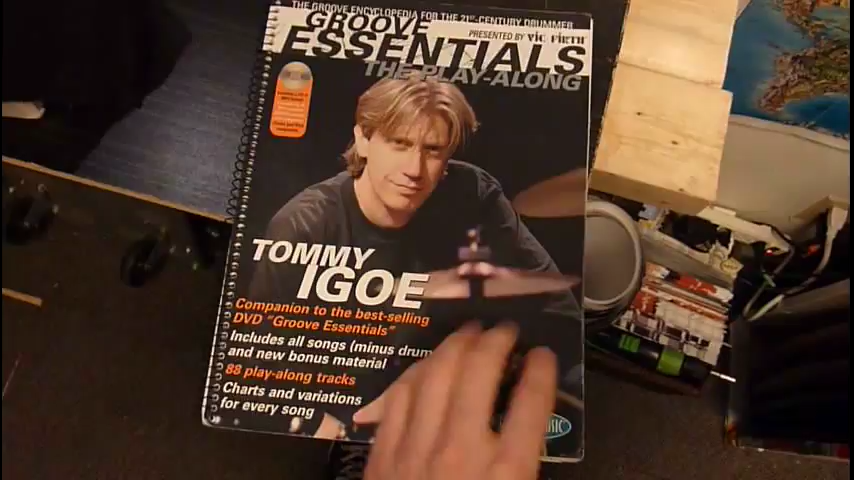 THE GROOVE ENCYCLOPEDIA FOR THE 21ST-CENTURY DRUMMER
GROOVE
PRESENTED BY VIC FIRTH
ESSENTIALS
THE PLAY-ALONG
TOMMY
IGOE
Companion to the best-selling
DVD "Groove Essentials"
Includes all songs (minus
and new bonus material
88 play-along tracks
Charts and variations
for every song